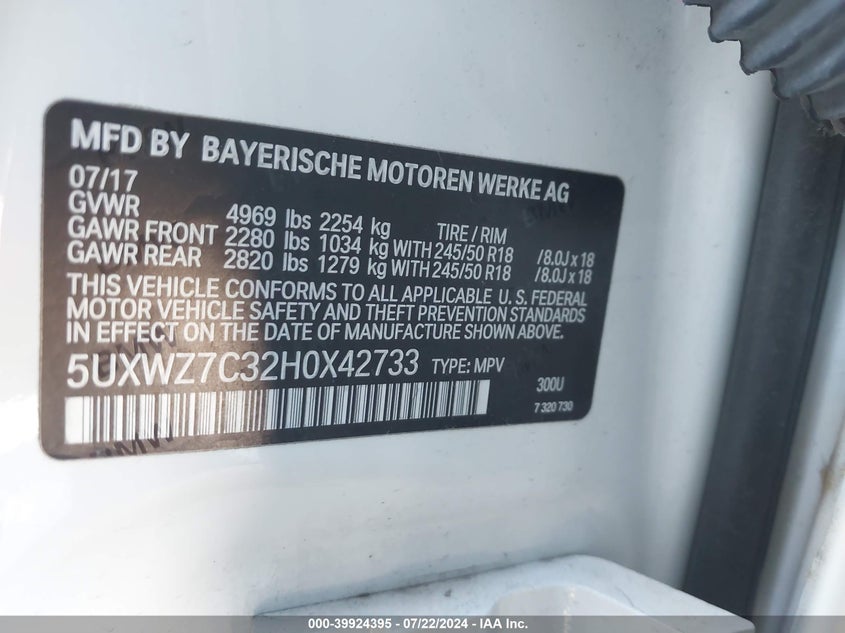 MFD BY BAYERISCHE MOTOREN WERKE AG
07/17
GVWR 4969 lbs 2254 kg TIRE / RIM
GAWR FRONT 2280 lbs 1034 kg WITH 245/50 R18 /8.0J x 18
GAWR REAR 2820 lbs 1279 kg WITH 245/50 R18 /8.0J x 18
THIS VEHICLE CONFORMS TO ALL APPLICABLE U.S. FEDERAL
MOTOR VEHICLE SAFETY AND THEFT PREVENTION STANDARDS
IN EFFECT ON THE DATE OF MANUFACTURE SHOWN ABOVE.
5UXWZ7C32H0X42733 TYPE: MPV
300U
7 320 730
000-39924395 - 07/22/2024 - IAA Inc.